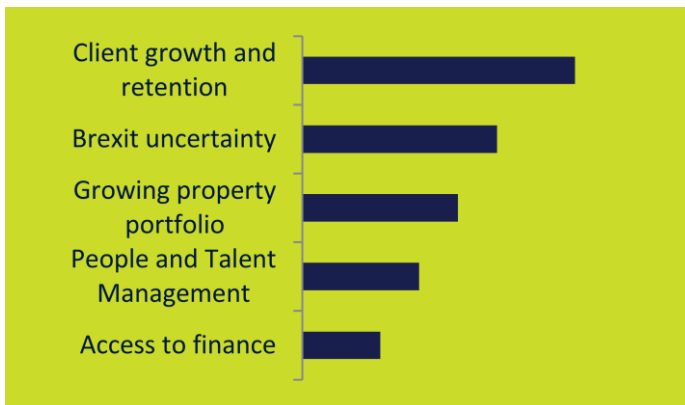 Client growth and
retention
Brexit uncertainty
Growing property
portfolio
People and Talent
Management
Access to finance